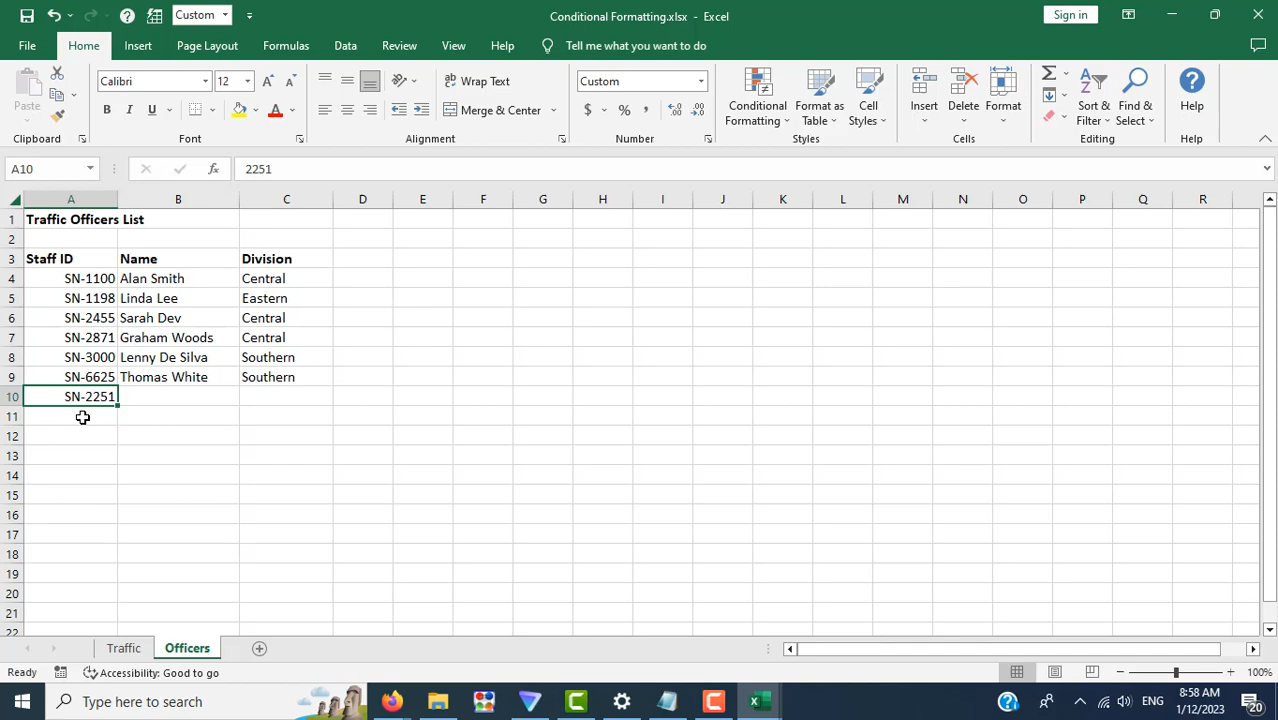 Custom
Conditional Formatting.xlsx - Excel
Sign in
File Home Insert Page Layout Formulas Data Review View Help Tell me what you want to do
Paste
Clipboard
Calibri 12
B I U
Font
Wrap Text
Merge & Center
Alignment
Custom
$ % ,
Number
Conditional Formatting
Format as Table
Cell Styles
Styles
Insert Delete Format
Cells
Sort & Filter
Find & Select
Editing
Help
Help
A10 fx 2251
A B C D E F G H I J K L M N O P Q R
1 Traffic Officers List
2
3 Staff ID Name Division
4 SN-1100 Alan Smith Central
5 SN-1198 Linda Lee Eastern
6 SN-2455 Sarah Dev Central
7 SN-2871 Graham Woods Central
8 SN-3000 Lenny De Silva Southern
9 SN-6625 Thomas White Southern
10 SN-2251
11
12
13
14
15
16
17
18
19
20
21
22
Traffic Officers
Ready Accessibility: Good to go 100%
Type here to search
ENG
8:58 AM
1/12/2023
20